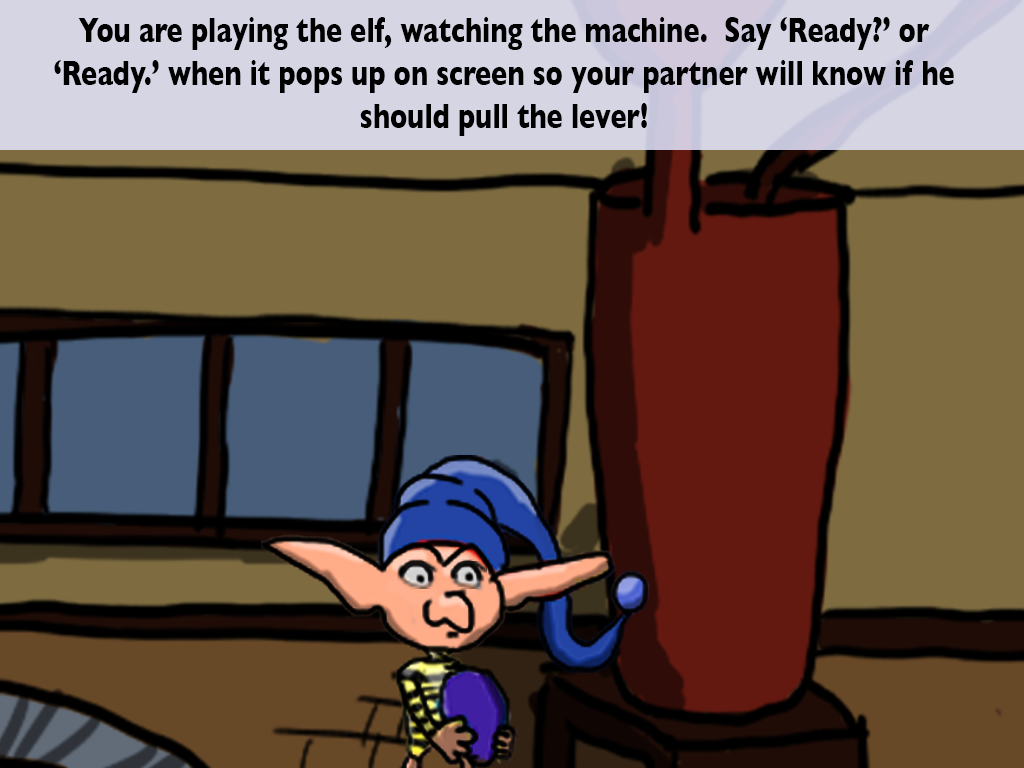 You are playing the elf, watching the machine.  Say ‘Ready?’ or
‘Ready.’ when it pops up on screen so your partner will know if he
should pull the lever!